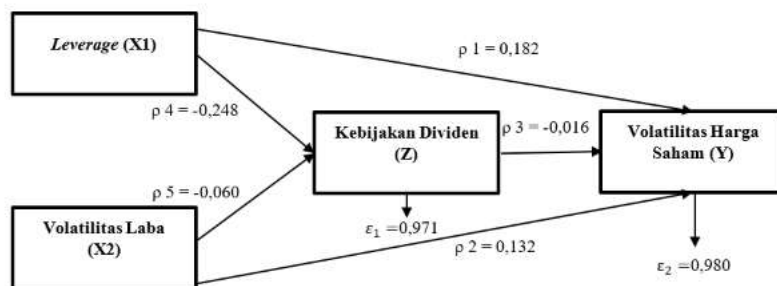 Leverage (X1)
ρ 1 = 0,182
ρ 4 = -0,248
Kebijakan Dividen
(Z)
ρ 3 = -0,016
Volatilitas Harga
Saham (Y)
ρ 5 = -0,060
Volatilitas Laba
(X2)
ε₁ =0,971
ρ 2 = 0,132
ε₂ =0,980